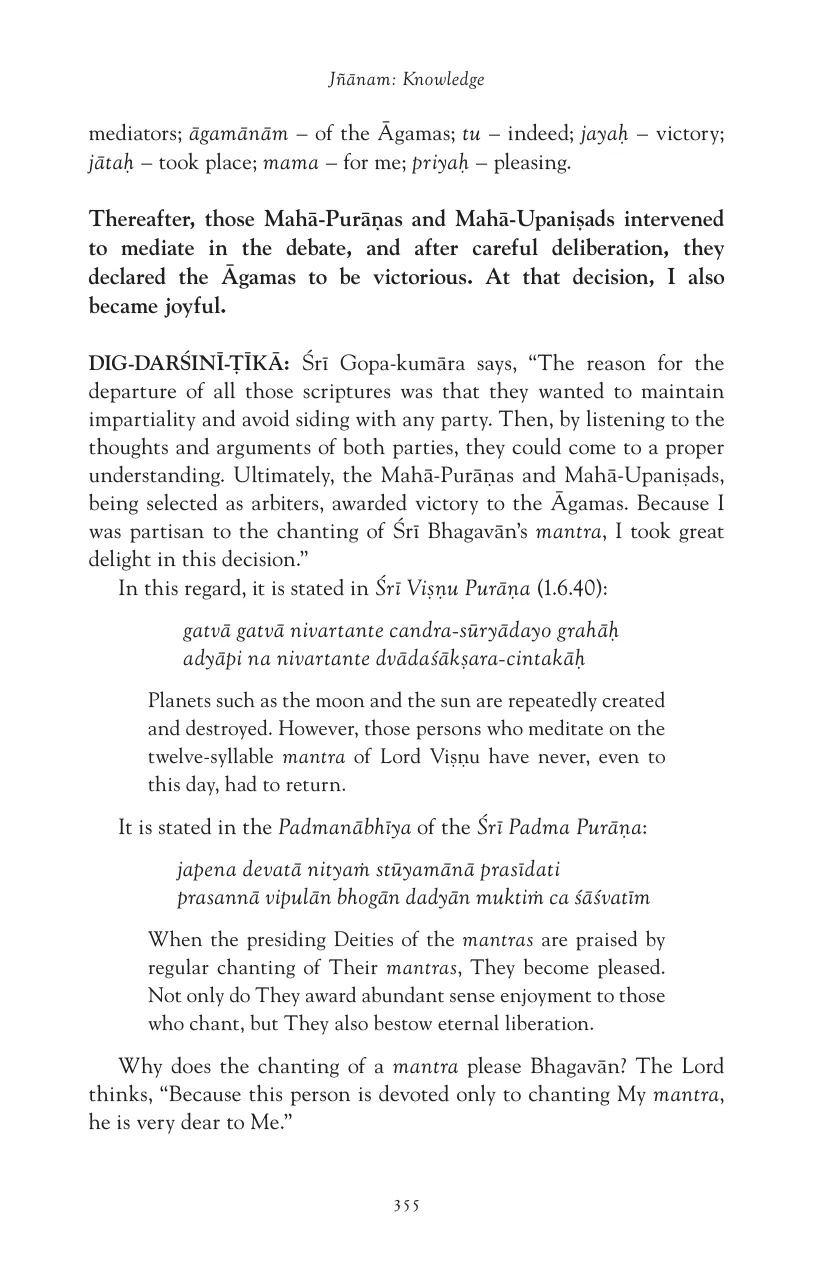 Jñānam: Knowledge
mediators; āgamānām – of the Āgamas; tu – indeed; jayaḥ – victory;
jātaḥ – took place; mama – for me; priyaḥ – pleasing.
Thereafter, those Mahā-Purāṇas and Mahā-Upaniṣads intervened
to mediate in the debate, and after careful deliberation, they
declared the Āgamas to be victorious. At that decision, I also
became joyful.
DIG-DARŚINĪ-ṬĪKĀ: Śrī Gopa-kumāra says, “The reason for the
departure of all those scriptures was that they wanted to maintain
impartiality and avoid siding with any party. Then, by listening to the
thoughts and arguments of both parties, they could come to a proper
understanding. Ultimately, the Mahā-Purāṇas and Mahā-Upaniṣads,
being selected as arbiters, awarded victory to the Āgamas. Because I
was partisan to the chanting of Śrī Bhagavān’s mantra, I took great
delight in this decision.”
In this regard, it is stated in Śrī Viṣṇu Purāṇa (1.6.40):
gatvā gatvā nivartante candra-sūryādayo grahāḥ
adyāpi na nivartante dvādaśākṣara-cintakāḥ
Planets such as the moon and the sun are repeatedly created
and destroyed. However, those persons who meditate on the
twelve-syllable mantra of Lord Viṣṇu have never, even to
this day, had to return.
It is stated in the Padmanābhīya of the Śrī Padma Purāṇa:
japena devatā nityaṁ stūyamānā prasīdati
prasannā vipulān bhogān dadyān muktiṁ ca śāśvatīm
When the presiding Deities of the mantras are praised by
regular chanting of Their mantras, They become pleased.
Not only do They award abundant sense enjoyment to those
who chant, but They also bestow eternal liberation.
Why does the chanting of a mantra please Bhagavān? The Lord
thinks, “Because this person is devoted only to chanting My mantra,
he is very dear to Me.”
355